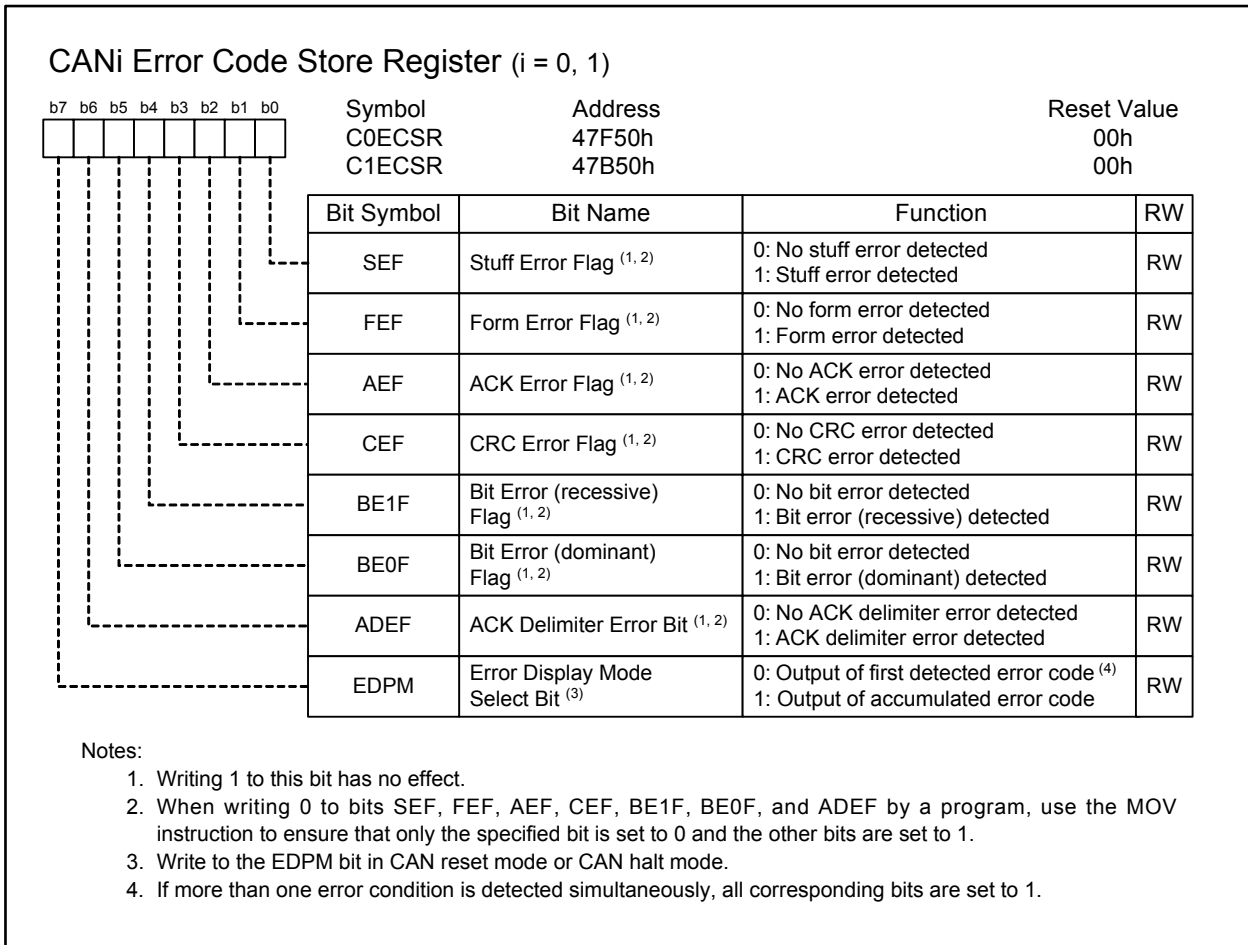 CANi Error Code Store Register (i = 0, 1)
b7 b6 b5 b4 b3 b2 b1 b0
Symbol Address Reset Value
C0ECSR 47F50h 00h
C1ECSR 47B50h 00h
Bit Symbol Bit Name Function RW
SEF Stuff Error Flag (1, 2) 0: No stuff error detected RW
1: Stuff error detected
FEF Form Error Flag (1, 2) 0: No form error detected RW
1: Form error detected
AEF ACK Error Flag (1, 2) 0: No ACK error detected RW
1: ACK error detected
CEF CRC Error Flag (1, 2) 0: No CRC error detected RW
1: CRC error detected
BE1F Bit Error (recessive) 0: No bit error detected RW
Flag (1, 2) 1: Bit error (recessive) detected
BE0F Bit Error (dominant) 0: No bit error detected RW
Flag (1, 2) 1: Bit error (dominant) detected
ADEF ACK Delimiter Error Bit (1, 2) 0: No ACK delimiter error detected RW
1: ACK delimiter error detected
EDPM Error Display Mode 0: Output of first detected error code (4) RW
Select Bit (3) 1: Output of accumulated error code
Notes:
1. Writing 1 to this bit has no effect.
2. When writing 0 to bits SEF, FEF, AEF, CEF, BE1F, BE0F, and ADEF by a program, use the MOV
instruction to ensure that only the specified bit is set to 0 and the other bits are set to 1.
3. Write to the EDPM bit in CAN reset mode or CAN halt mode.
4. If more than one error condition is detected simultaneously, all corresponding bits are set to 1.